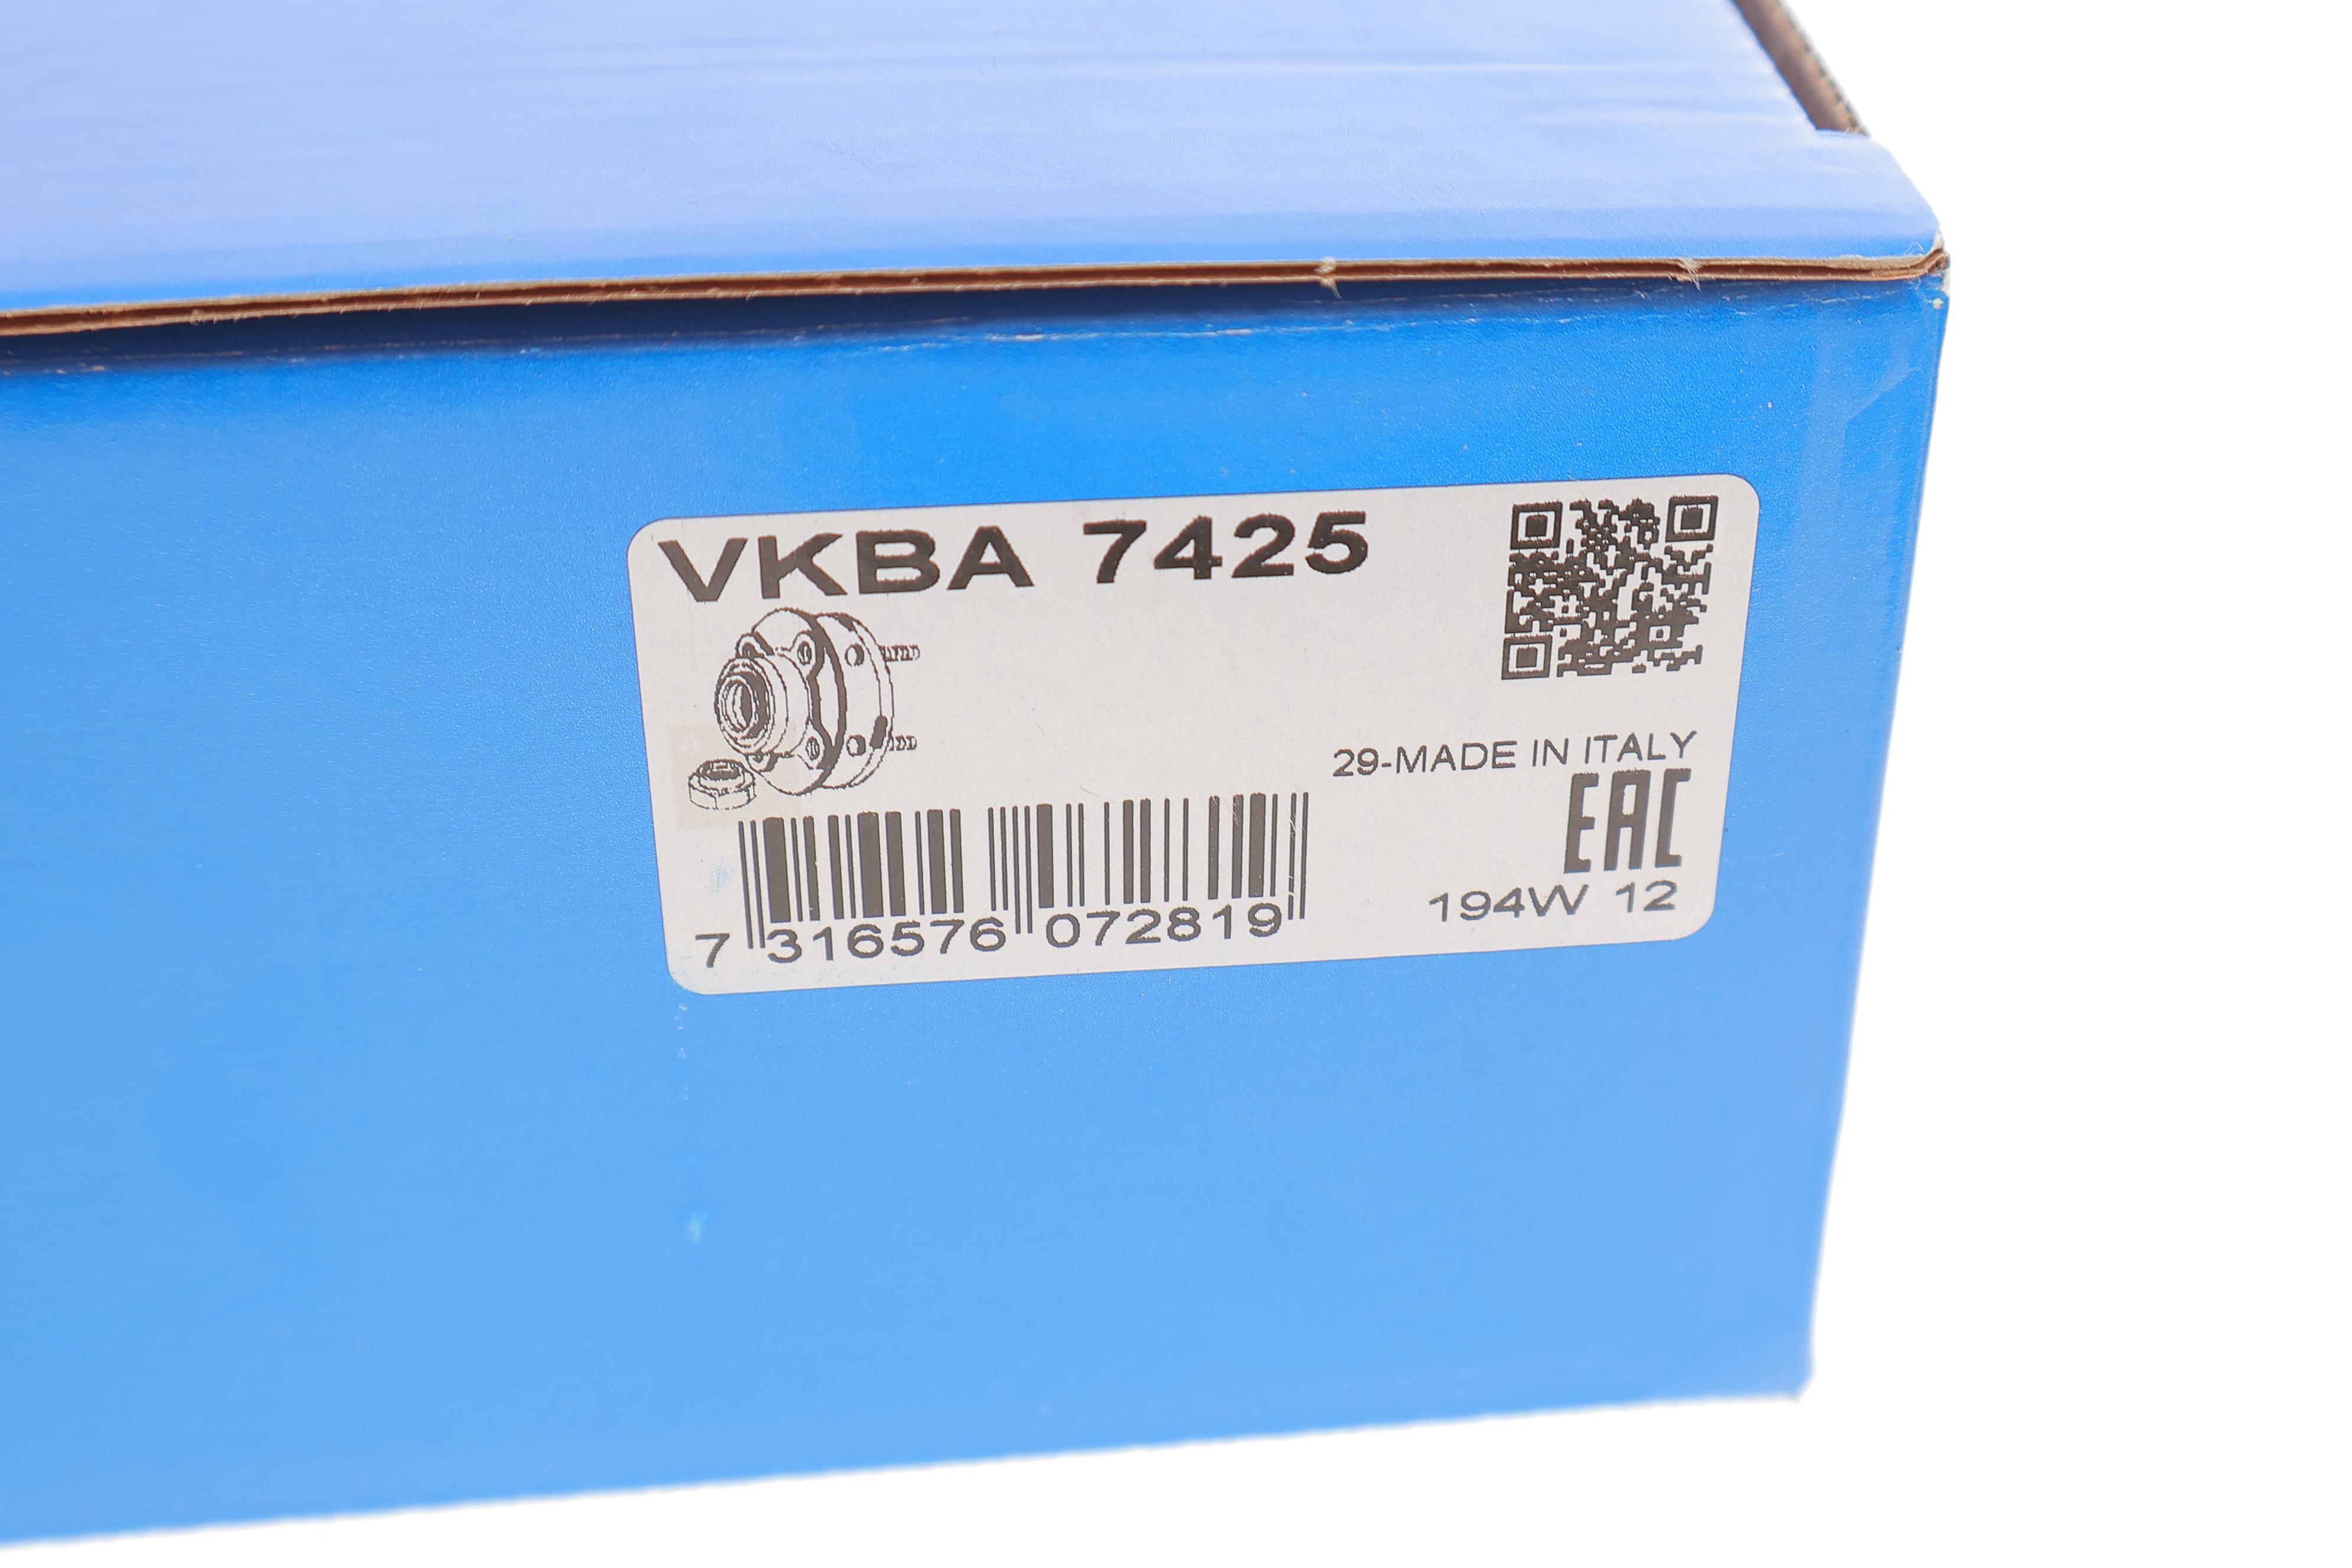 VKBA 7425
29-MADE IN ITALY
EAC
194W 12
7 316576 072819